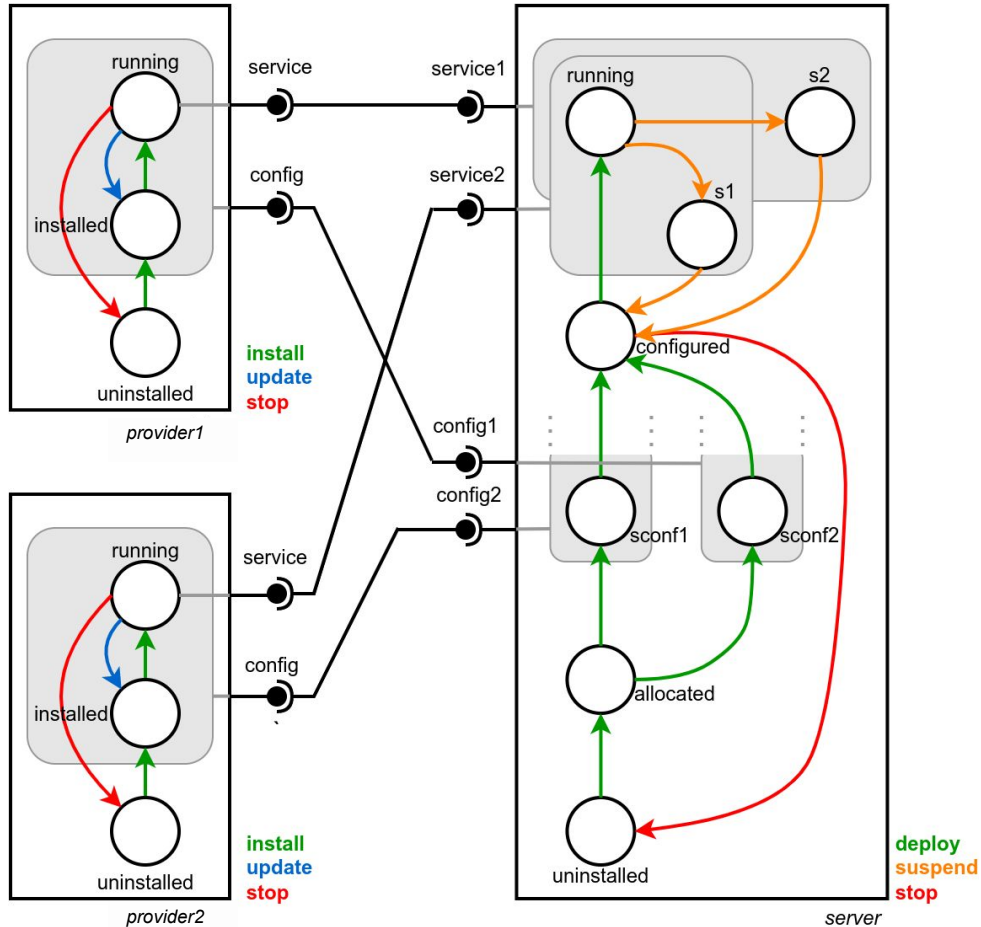 running
service
config
installed
uninstalled
install
update
stop
provider1
running
service
config
`
installed
uninstalled
install
update
stop
provider2
service1
service2
running
s2
s1
configured
config1
config2
sconf1
sconf2
allocated
uninstalled
deploy
suspend
stop
server